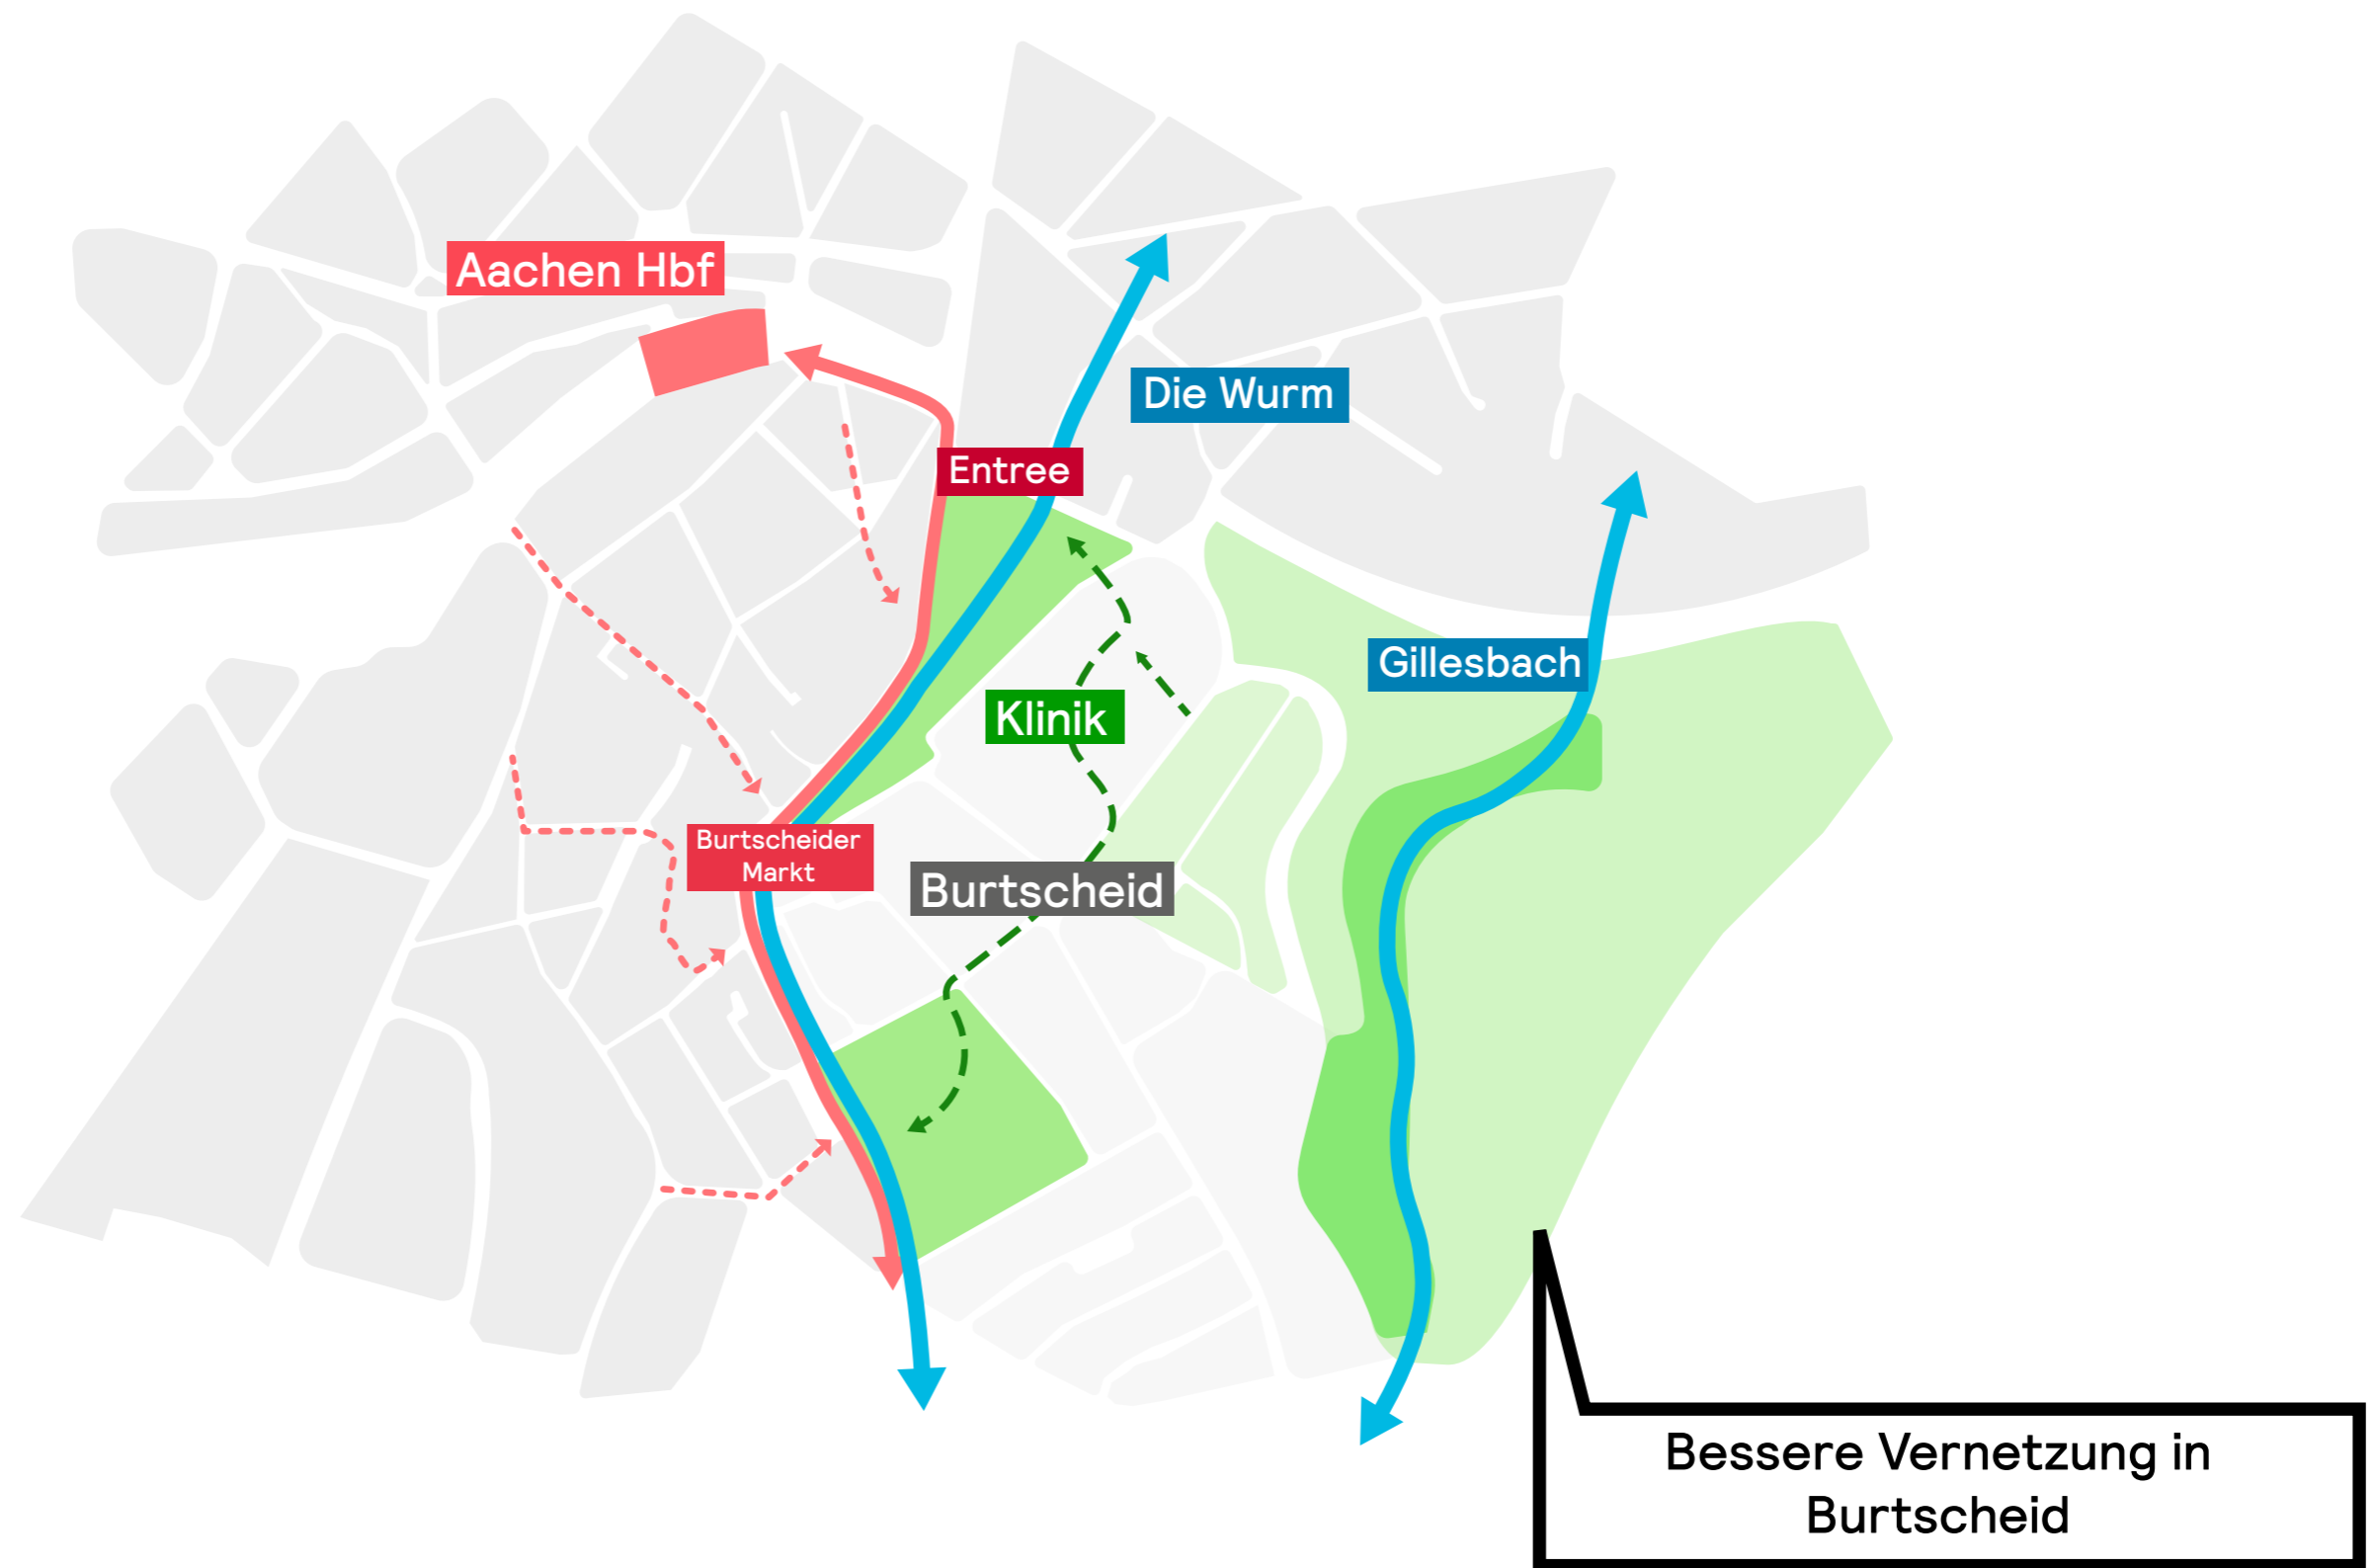 Aachen Hbf
Die Wurm
Entree
Gillesbach
Klinik
Burtscheider
Markt
Burtscheid
Bessere Vernetzung in
Burtscheid